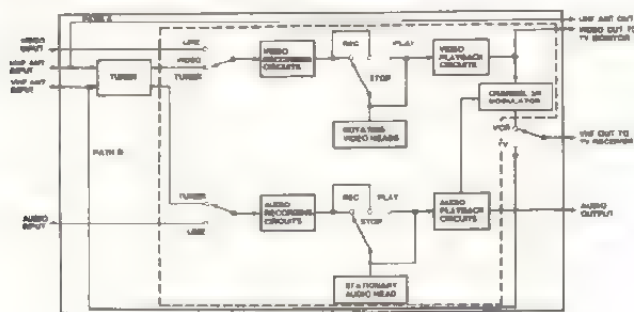 PATH A
UHF ANT OUT
VIDEO OUT TO
TV MONITOR
VIDEO
INPUT
LINE
VIDEO
TUNER
UHF ANT
INPUT
VHF ANT
INPUT
TUNER
VIDEO
RECORDING
CIRCUITS
REC
PLAY
STOP
VIDEO
PLAYBACK
CIRCUITS
ROTATING
VIDEO HEADS
CHANNEL 3/4
MODULATOR
VCR
TV
VHF OUT TO
TV RECEIVER
PATH B
TUNER
LINE
AUDIO
INPUT
AUDIO
RECORDING
CIRCUITS
REC
PLAY
STOP
AUDIO
PLAYBACK
CIRCUITS
AUDIO
OUTPUT
STATIONARY
AUDIO HEAD